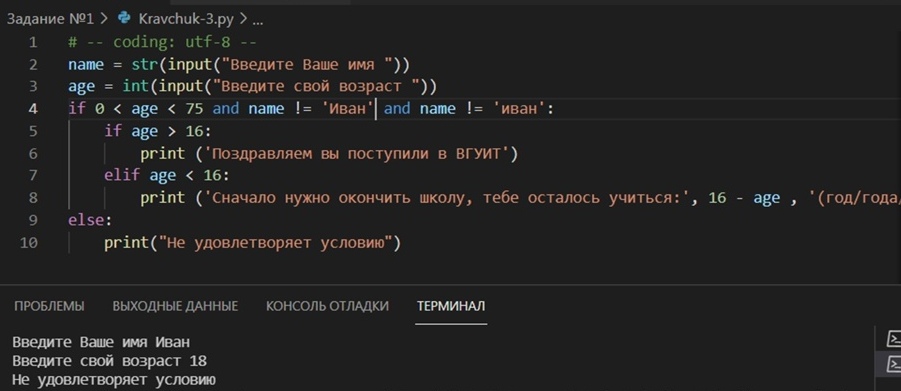 Задание №1 > Kravchuk-3.py > ...
1 # -- coding: utf-8 --
2 name = str(input("Введите Ваше имя "))
3 age = int(input("Введите свой возраст "))
4 if 0 < age < 75 and name != 'Иван' and name != 'иван':
5 if age > 16:
6 print ('Поздравляем вы поступили в ВГУИТ')
7 elif age < 16:
8 print ('Сначало нужно окончить школу, тебе осталось учиться:', 16 - age , '(год/года/
9 else:
10 print("Не удовлетворяет условию")
ПРОБЛЕМЫ ВЫХОДНЫЕ ДАННЫЕ КОНСОЛЬ ОТЛАДКИ ТЕРМИНАЛ
Введите Ваше имя Иван
Введите свой возраст 18
Не удовлетворяет условию